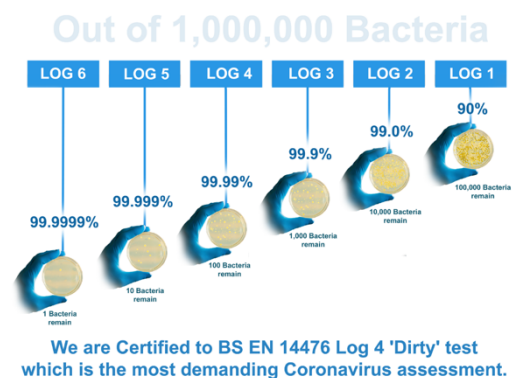 Out of 1,000,000 Bacteria
LOG 6
LOG 5
LOG 4
LOG 3
LOG 2
LOG 1
99.9999%
99.999%
99.99%
99.9%
99.0%
90%
1 Bacteria
remain
10 Bacteria
remain
100 Bacteria
remain
1,000 Bacteria
remain
10,000 Bacteria
remain
100,000 Bacteria
remain
We are Certified to BS EN 14476 Log 4 'Dirty' test
which is the most demanding Coronavirus assessment.